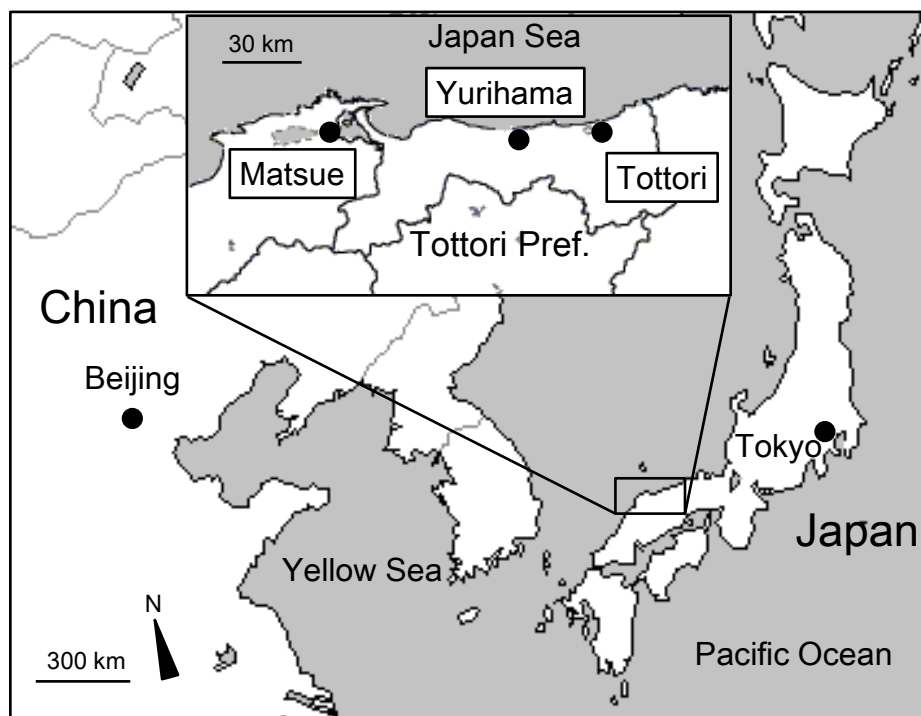 30 km
Japan Sea
Yurihama
Matsue
Tottori
Tottori Pref.
China
Beijing
Tokyo
Japan
Yellow Sea
N
300 km
Pacific Ocean